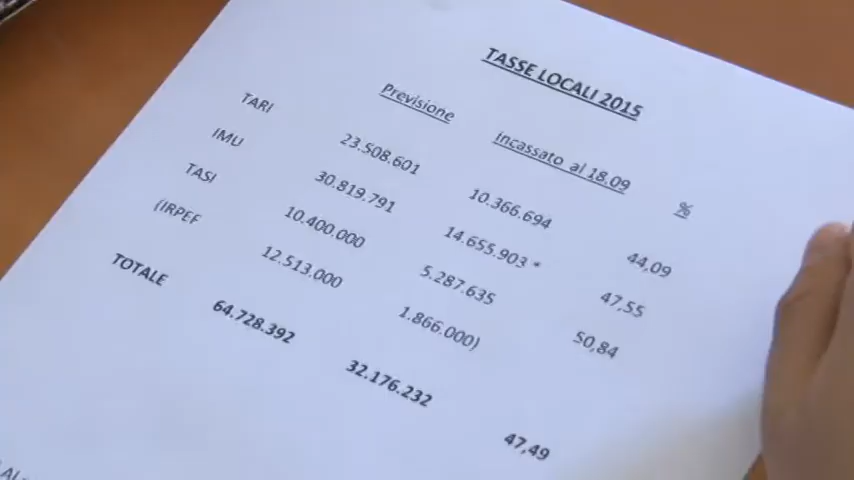 TASSE LOCALI 2015
Previsione Incassato al 18.09 %
TARI 23.508.601 10.366.694 44,09
IMU 30.819.791 14.655.903 * 47,55
TASI 10.400.000 5.287.635 50,84
(IRPEF 12.513.000 1.866.000)
TOTALE 64.728.392 32.176.232 47,49